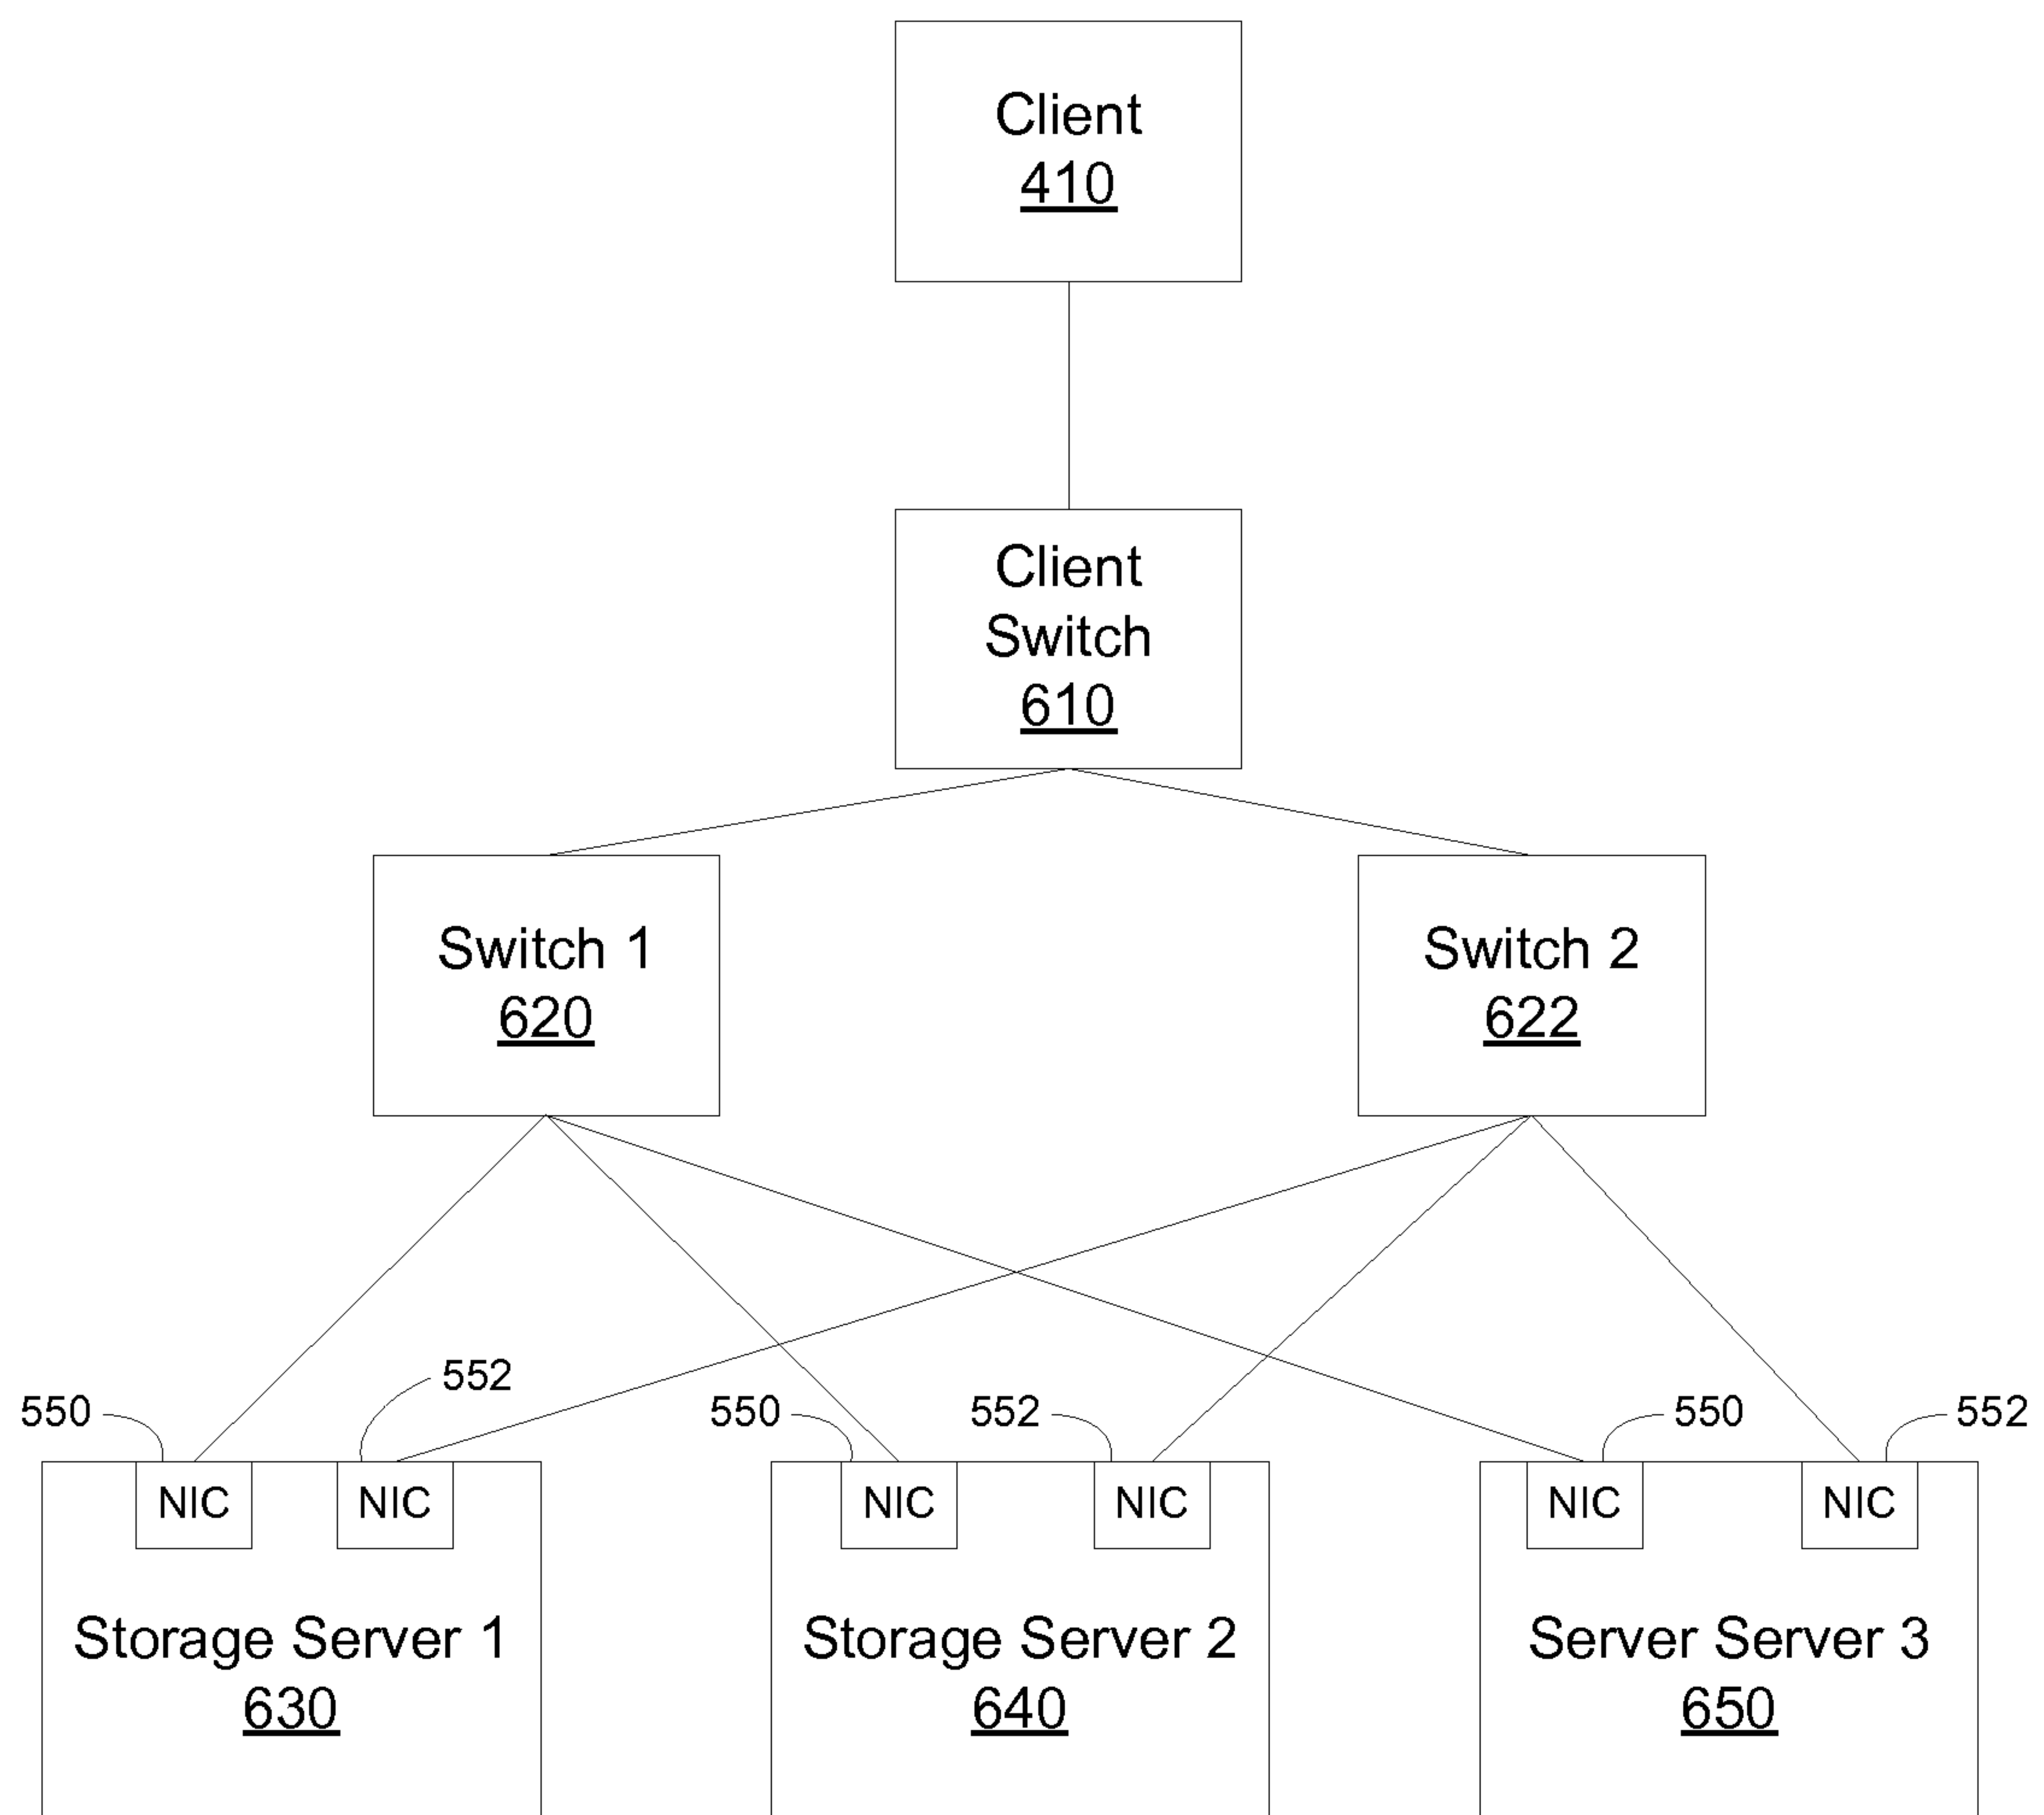 Client
410
Client
Switch
610
Switch 1
620
Switch 2
622
552
550
550
552
550
552
NIC
NIC
NIC
NIC
NIC
NIC
Storage Server 1
630
Storage Server 2
640
Server Server 3
650